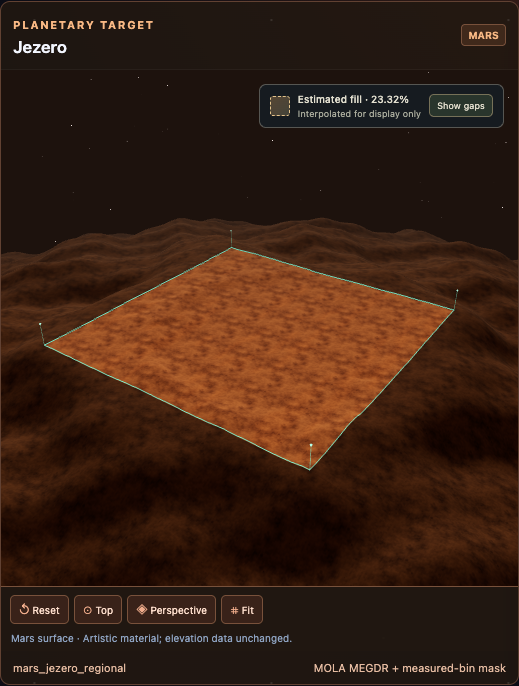 PLANETARY TARGET
Jezero
MARS
Estimated fill · 23.32%
Interpolated for display only
Show gaps
Reset
Top
Perspective
Fit
Mars surface · Artistic material; elevation data unchanged.
mars_jezero_regional
MOLA MEGDR + measured-bin mask